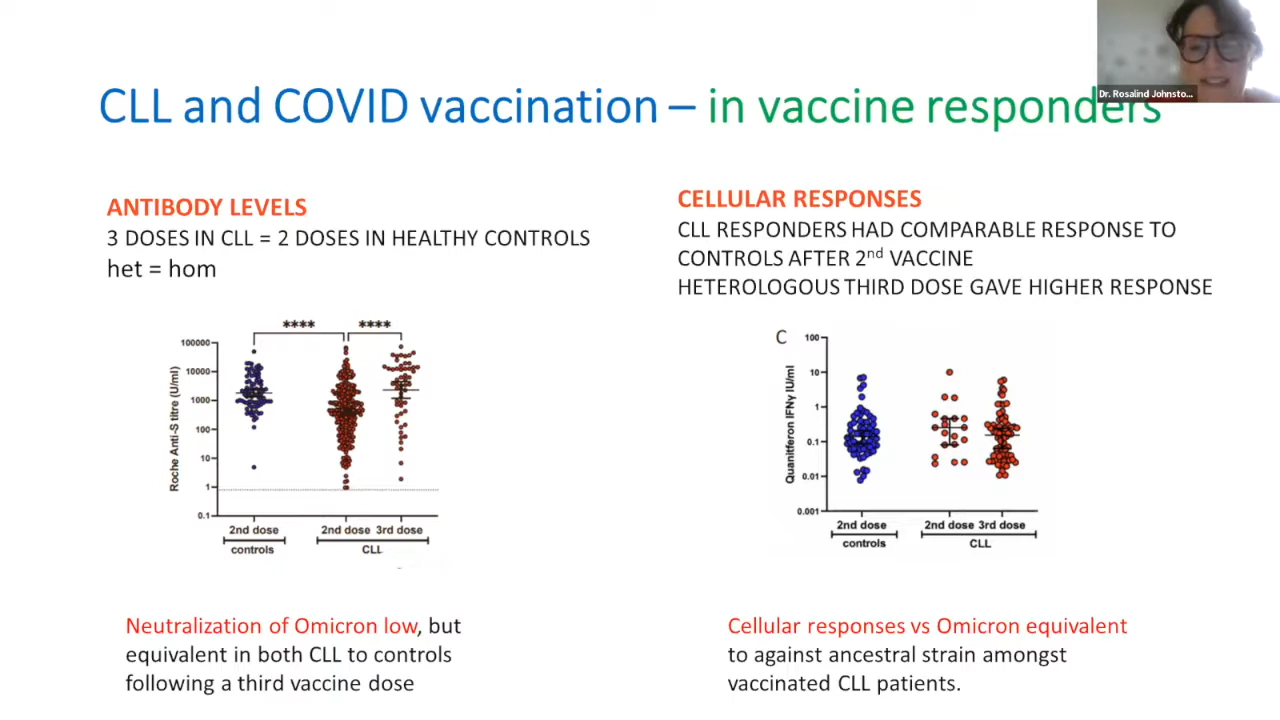 Dr. Rosalind Johnsto...
CLL and COVID vaccination – in vaccine responders
ANTIBODY LEVELS
3 DOSES IN CLL = 2 DOSES IN HEALTHY CONTROLS
het = hom
CELLULAR RESPONSES
CLL RESPONDERS HAD COMPARABLE RESPONSE TO
CONTROLS AFTER 2nd VACCINE
HETEROLOGOUS THIRD DOSE GAVE HIGHER RESPONSE
**** ****
Roche Anti-S titre (U/ml)
100000
10000
1000
100
10
1
0.1
2nd dose 2nd dose 3rd dose
controls CLL
C
Quanitferon IFNγ IU/ml
100
10
1
0.1
0.01
0.001
2nd dose 2nd dose 3rd dose
controls CLL
Neutralization of Omicron low, but
equivalent in both CLL to controls
following a third vaccine dose
Cellular responses vs Omicron equivalent
to against ancestral strain amongst
vaccinated CLL patients.